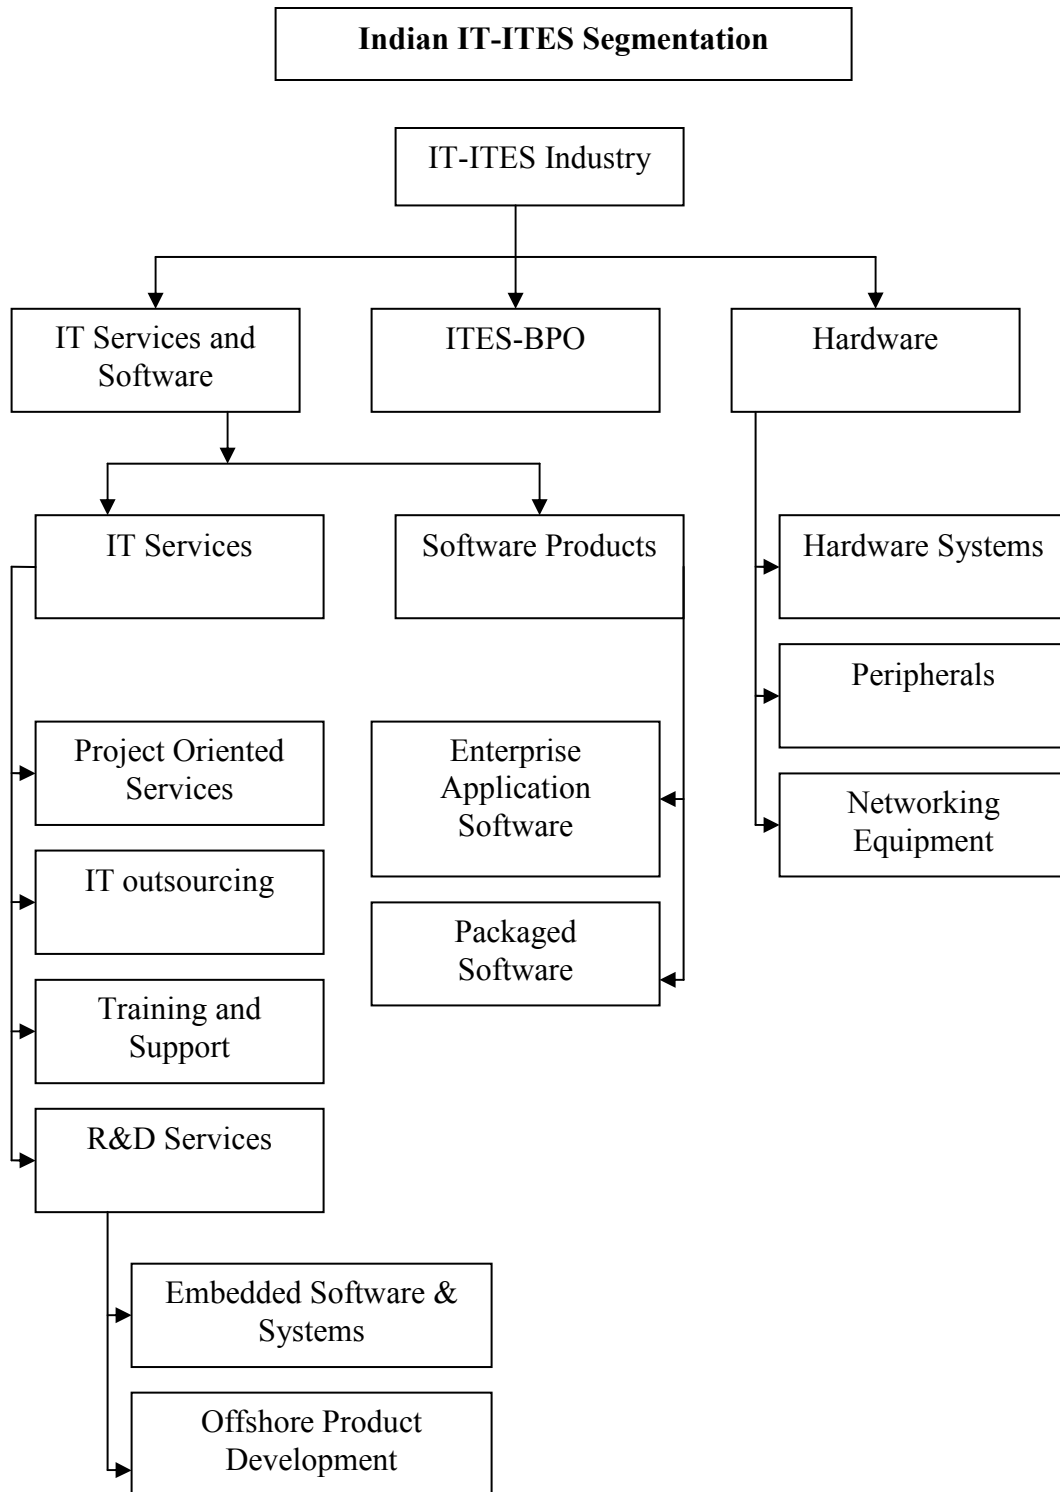 Indian IT-ITES Segmentation
IT-ITES Industry
IT Services and
Software
ITES-BPO
Hardware
IT Services
Software Products
Hardware Systems
Peripherals
Project Oriented
Services
Enterprise
Application
Software
Networking
Equipment
IT outsourcing
Packaged
Software
Training and
Support
R&D Services
Embedded Software &
Systems
Offshore Product
Development